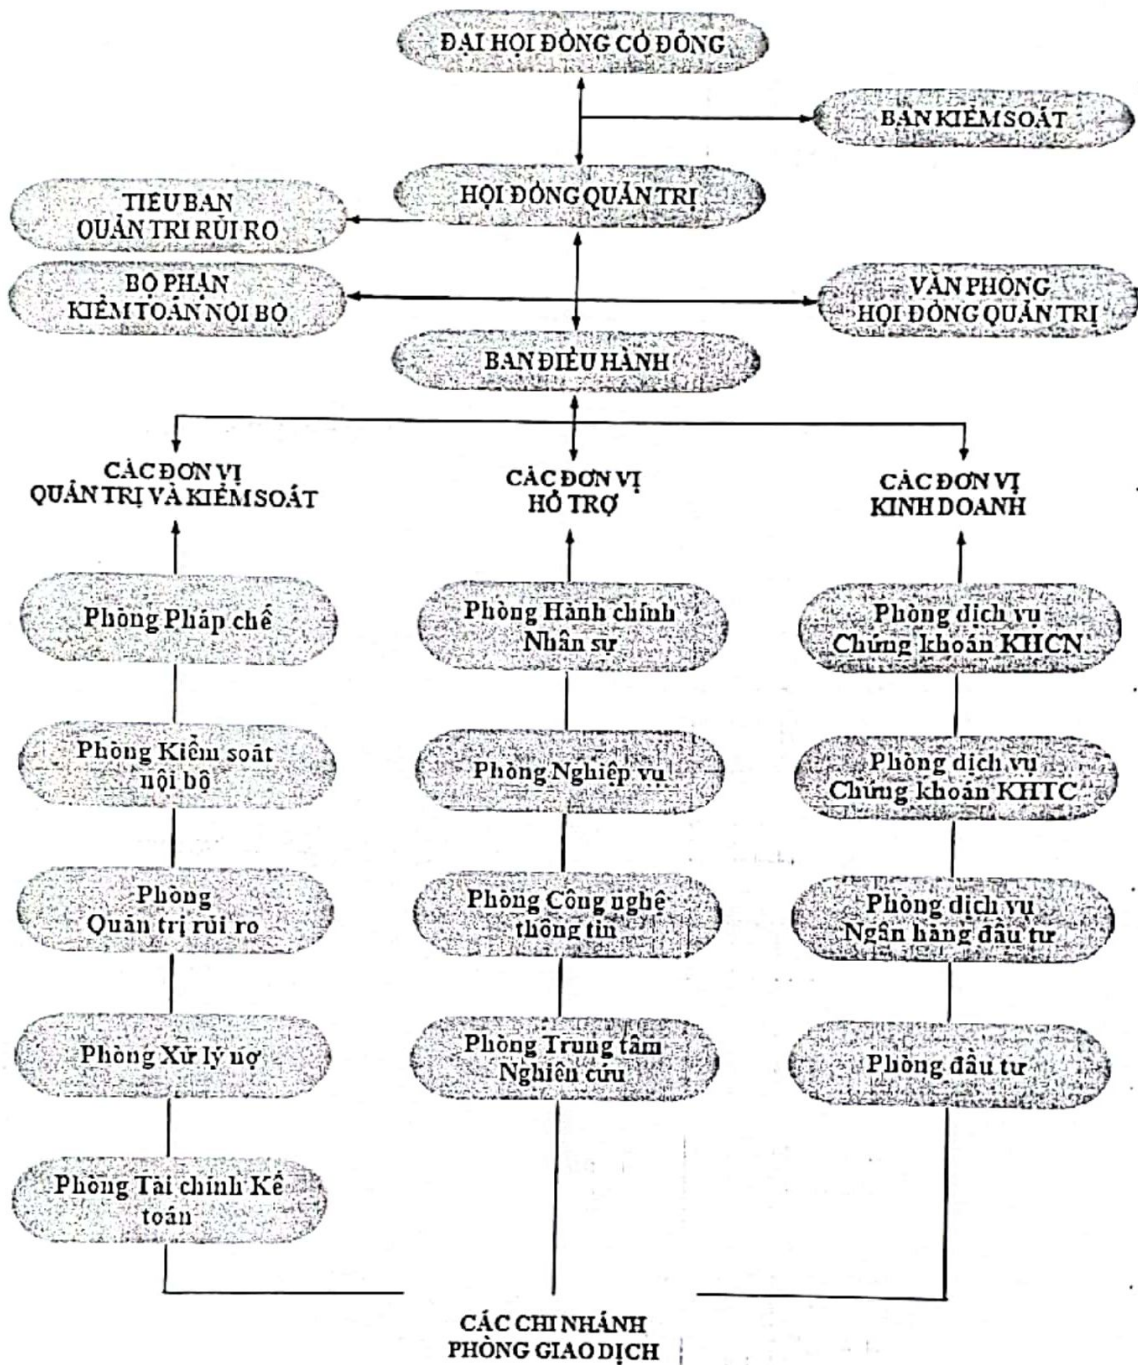 ĐẠI HỘI ĐỒNG CỔ ĐÔNG
BAN KIỂM SOÁT
HỘI ĐỒNG QUẢN TRỊ
TIỂU BAN
QUẢN TRỊ RỦI RO
BỘ PHẬN
KIỂM TOÁN NỘI BỘ
VĂN PHÒNG
HỘI ĐỒNG QUẢN TRỊ
BAN ĐIỀU HÀNH
CÁC ĐƠN VỊ
QUẢN TRỊ VÀ KIỂM SOÁT
CÁC ĐƠN VỊ
HỖ TRỢ
CÁC ĐƠN VỊ
KINH DOANH
Phòng Pháp chế
Phòng Hành chính
Nhân sự
Phòng dịch vụ
Chứng khoán KHCN
Phòng Kiểm soát
nội bộ
Phòng Nghiệp vụ
Phòng dịch vụ
Chứng khoán KHTC
Phòng
Quản trị rủi ro
Phòng Công nghệ
thông tin
Phòng dịch vụ
Ngân hàng đầu tư
Phòng Xử lý nợ
Phòng Trung tâm
Nghiên cứu
Phòng đầu tư
Phòng Tài chính Kế
toán
CÁC CHI NHÁNH
PHÒNG GIAO DỊCH